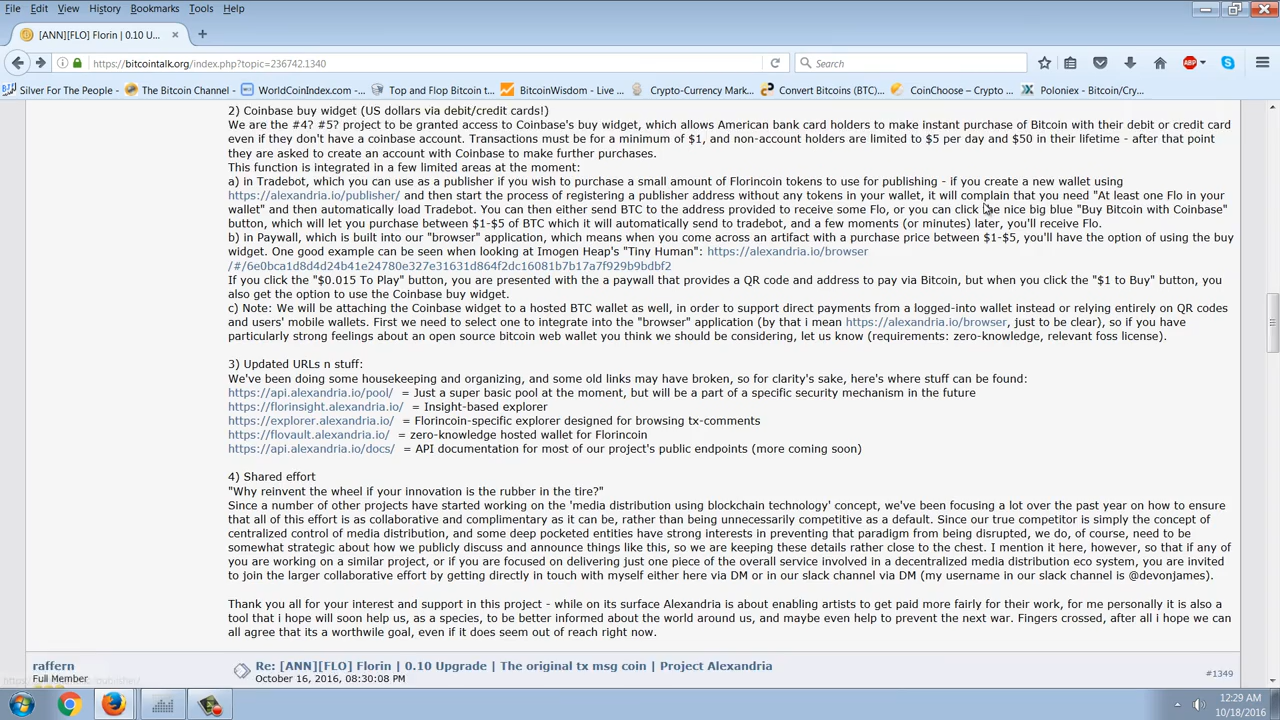 File Edit View History Bookmarks Tools Help
[ANN][FLO] Florin | 0.10 U...
https://bitcointalk.org/index.php?topic=236742.1340
Search
Silver For The People - The Bitcoin Channel - WorldCoinIndex.com -... Top and Flop Bitcoin t... BitcoinWisdom - Live ... Crypto-Currency Mark... Convert Bitcoins (BTC)... CoinChoose – Crypto ... Poloniex - Bitcoin/Cry...
2) Coinbase buy widget (US dollars via debit/credit cards!)
We are the #4? #5? project to be granted access to Coinbase's buy widget, which allows American bank card holders to make instant purchase of Bitcoin with their debit or credit card
even if they don't have a coinbase account. Transactions must be for a minimum of $1, and non-account holders are limited to $5 per day and $50 in their lifetime - after that point
they are asked to create an account with Coinbase to make further purchases.
This function is integrated in a few limited areas at the moment:
a) in Tradebot, which you can use as a publisher if you wish to purchase a small amount of Florincoin tokens to use for publishing - if you create a new wallet using
https://alexandria.io/publisher/ and then start the process of registering a publisher address without any tokens in your wallet, it will complain that you need "At least one Flo in your
wallet" and then automatically load Tradebot. You can then either send BTC to the address provided to receive some Flo, or you can click the nice big blue "Buy Bitcoin with Coinbase"
button, which will let you purchase between $1-$5 of BTC which it will automatically send to tradebot, and a few moments (or minutes) later, you'll receive Flo.
b) in Paywall, which is built into our "browser" application, which means when you come across an artifact with a purchase price between $1-$5, you'll have the option of using the buy
widget. One good example can be seen when looking at Imogen Heap's "Tiny Human": https://alexandria.io/browser
/#/6e0bca1d8d4d24b41e24780e327e31631d864f2dc16081b7b17a7f929b9bdbf2
If you click the "$0.015 To Play" button, you are presented with the a paywall that provides a QR code and address to pay via Bitcoin, but when you click the "$1 to Buy" button, you
also get the option to use the Coinbase buy widget.
c) Note: We will be attaching the Coinbase widget to a hosted BTC wallet as well, in order to support direct payments from a logged-into wallet instead or relying entirely on QR codes
and users' mobile wallets. First we need to select one to integrate into the "browser" application (by that i mean https://alexandria.io/browser, just to be clear), so if you have
particularly strong feelings about an open source bitcoin web wallet you think we should be considering, let us know (requirements: zero-knowledge, relevant foss license).
3) Updated URLs n stuff:
We've been doing some housekeeping and organizing, and some old links may have broken, so for clarity's sake, here's where stuff can be found:
https://api.alexandria.io/pool/ = Just a super basic pool at the moment, but will be a part of a specific security mechanism in the future
https://florinsight.alexandria.io/ = Insight-based explorer
https://explorer.alexandria.io/ = Florincoin-specific explorer designed for browsing tx-comments
https://flovault.alexandria.io/ = zero-knowledge hosted wallet for Florincoin
https://api.alexandria.io/docs/ = API documentation for most of our project's public endpoints (more coming soon)
4) Shared effort
"Why reinvent the wheel if your innovation is the rubber in the tire?"
Since a number of other projects have started working on the 'media distribution using blockchain technology' concept, we've been focusing a lot over the past year on how to ensure
that all of this effort is as collaborative and complimentary as it can be, rather than being unnecessarily competitive as a default. Since our true competitor is simply the concept of
centralized control of media distribution, and some deep pocketed entities have strong interests in preventing that paradigm from being disrupted, we do, of course, need to be
somewhat strategic about how we publicly discuss and announce things like this, so we are keeping these details rather close to the chest. I mention it here, however, so that if any of
you are working on a similar project, or if you are focused on delivering just one piece of the overall service involved in a decentralized media distribution eco system, you are invited
to join the larger collaborative effort by getting directly in touch with myself either here via DM or in our slack channel via DM (my username in our slack channel is @devonjames).
Thank you all for your interest and support in this project - while on its surface Alexandria is about enabling artists to get paid more fairly for their work, for me personally it is also a
tool that i hope will soon help us, as a species, to be better informed about the world around us, and maybe even help to prevent the next war. Fingers crossed, after all i hope we can
all agree that its a worthwile goal, even if it does seem out of reach right now.
raffern Re: [ANN][FLO] Florin | 0.10 Upgrade | The original tx msg coin | Project Alexandria
Full Member October 16, 2016, 08:30:08 PM #1349
12:29 AM
10/18/2016